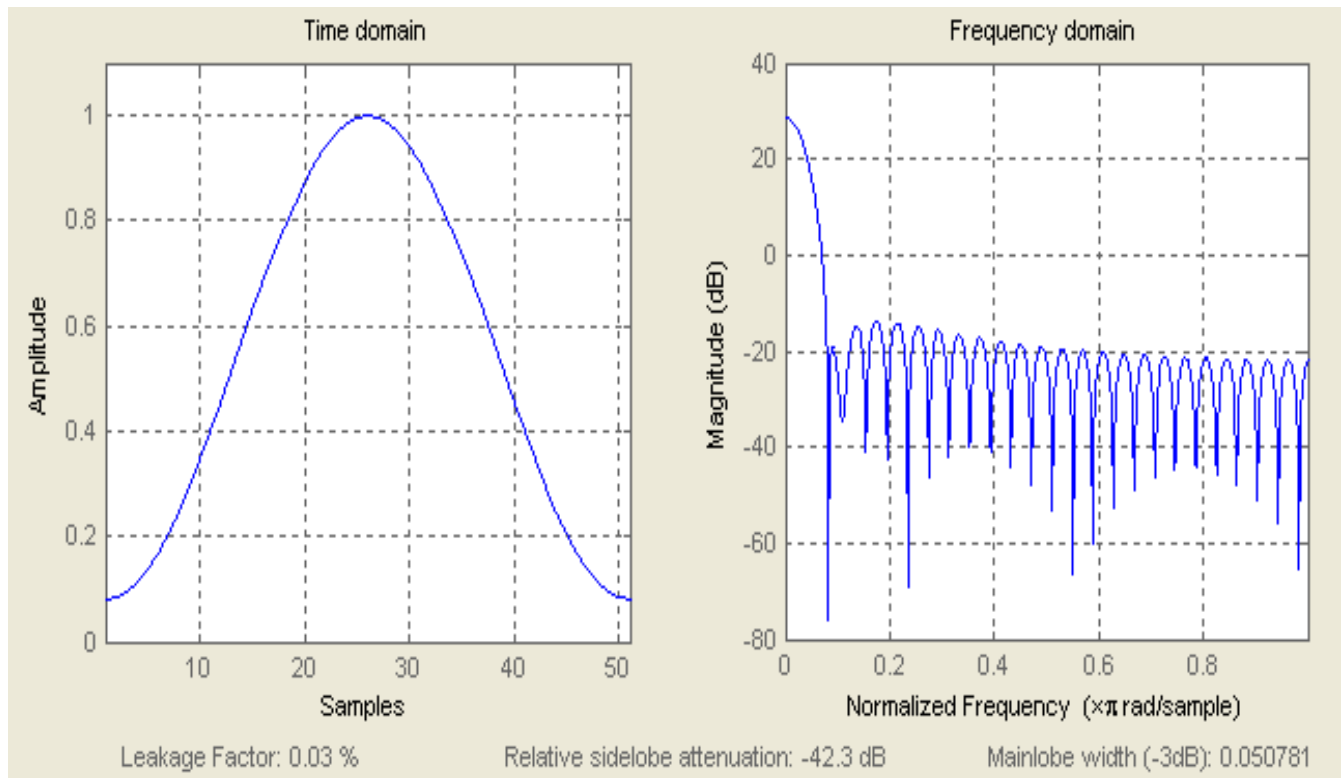 Time domain
Amplitude
1
0.8
0.6
0.4
0.2
0
10
20
30
40
50
Samples
Frequency domain
Magnitude (dB)
40
20
0
-20
-40
-60
-80
0
0.2
0.4
0.6
0.8
Normalized Frequency (×π rad/sample)
Leakage Factor: 0.03 %
Relative sidelobe attenuation: -42.3 dB
Mainlobe width (-3dB): 0.050781